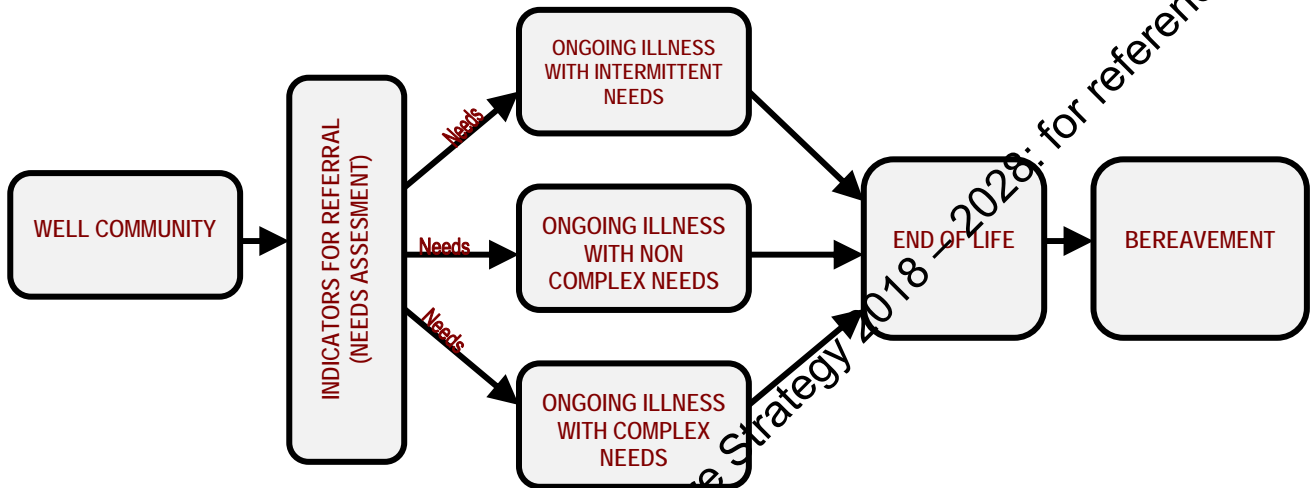 WELL COMMUNITY
INDICATORS FOR REFERRAL
(NEEDS ASSESMENT)
Needs
Needs
Needs
ONGOING ILLNESS
WITH INTERMITTENT
NEEDS
ONGOING ILLNESS
WITH NON
COMPLEX NEEDS
ONGOING ILLNESS
WITH COMPLEX
NEEDS
END OF LIFE
BEREAVEMENT
Strategy 2018 – 2028: for